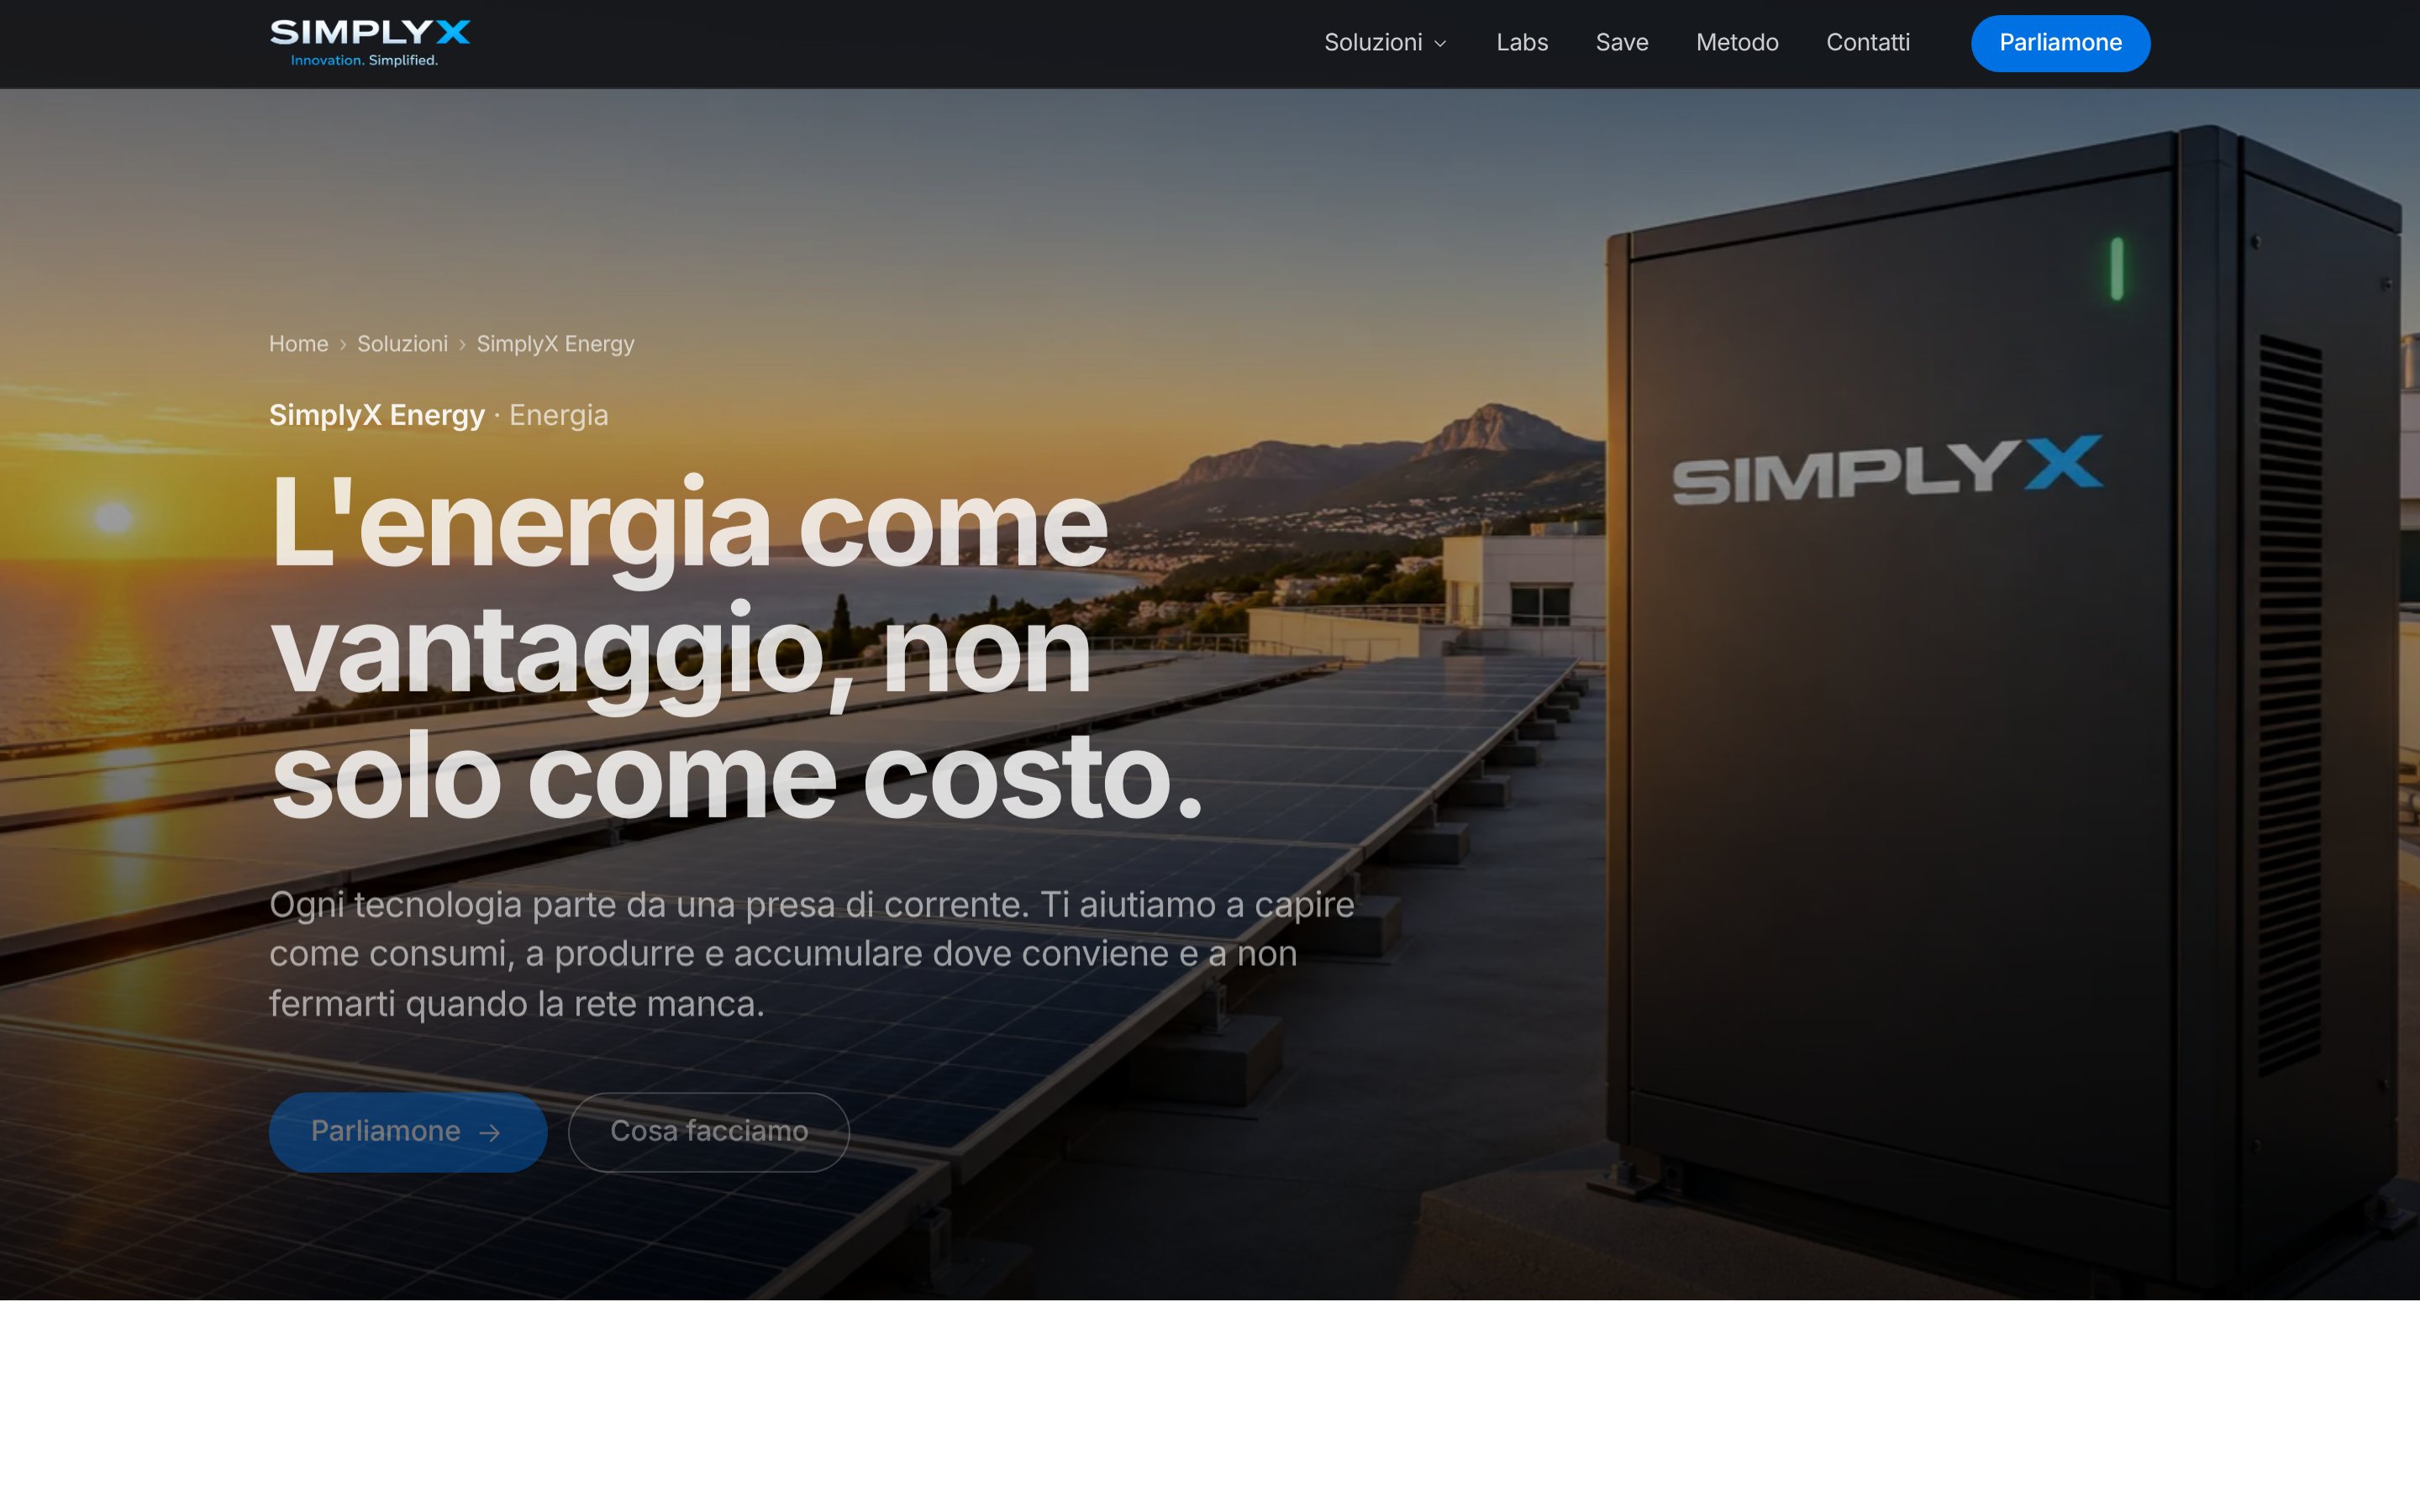 SIMPLYX
Innovation. Simplified.
Soluzioni Labs Save Metodo Contatti Parliamone
Home › Soluzioni › SimplyX Energy
SimplyX Energy · Energia
L'energia come
vantaggio, non
solo come costo.
Ogni tecnologia parte da una presa di corrente. Ti aiutiamo a capire
come consumi, a produrre e accumulare dove conviene e a non
fermarti quando la rete manca.
Parliamone → Cosa facciamo
SIMPLYX